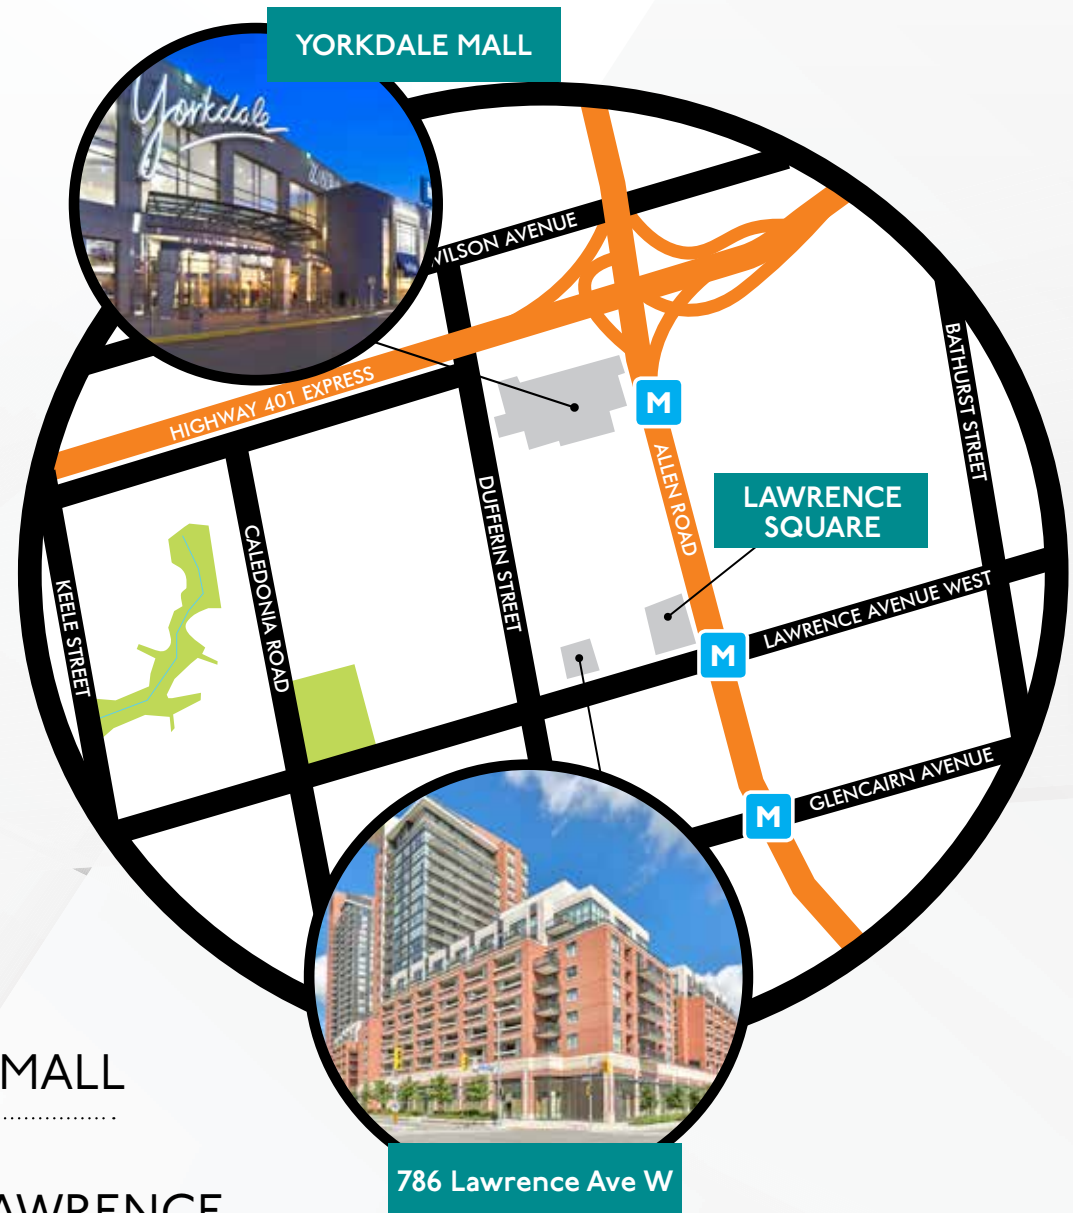 YORKDALE MALL
Yorkdale
WILSON AVENUE
HIGHWAY 401 EXPRESS
M
BATHURST STREET
ALLEN ROAD
LAWRENCE
SQUARE
DUFFERIN STREET
CALEDONIA ROAD
KEELE STREET
LAWRENCE AVENUE WEST
M
GLENCAIRN AVENUE
M
MALL
786 Lawrence Ave W
AWRENCE